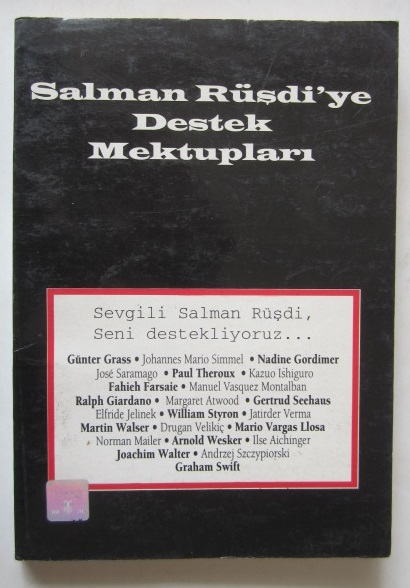 Salman Rüşdi'ye
Destek
Mektupları
Sevgili Salman Rüşdi,
Seni destekliyoruz...
Günter Grass • Johannes Mario Simmel • Nadine Gordimer
José Saramago • Paul Theroux • Kazuo Ishiguro
Fahieh Farsaie • Manuel Vasquez Montalban
Ralph Giardano • Margaret Atwood • Gertrud Seehaus
Elfride Jelinek • William Styron • Jatirder Verma
Martin Walser • Drugan Velikiç • Mario Vargas Llosa
Norman Mailer • Arnold Wesker • Ilse Aichinger
Joachim Walter • Andrzej Szczypiorski
Graham Swift